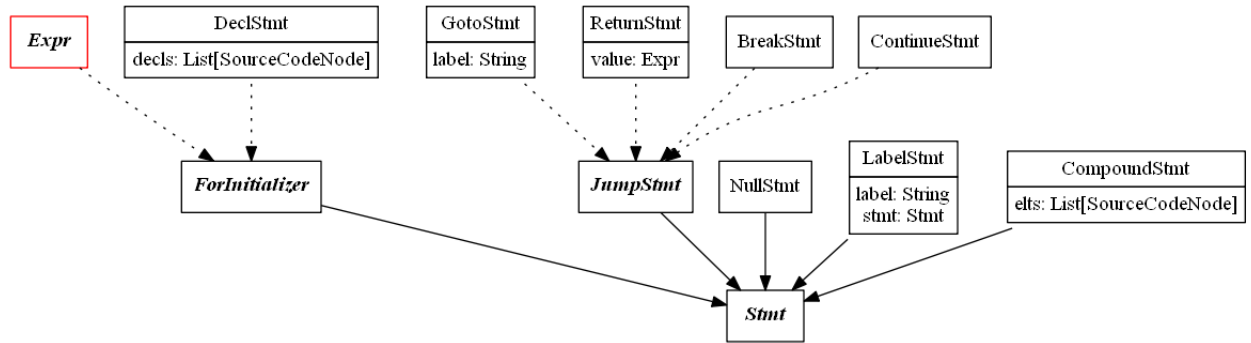 Expr
DeclStmt
decls: List[SourceCodeNode]
GotoStmt
label: String
ReturnStmt
value: Expr
BreakStmt
ContinueStmt
ForInitializer
JumpStmt
NullStmt
LabelStmt
label: String
stmt: Stmt
CompoundStmt
elts: List[SourceCodeNode]
Stmt